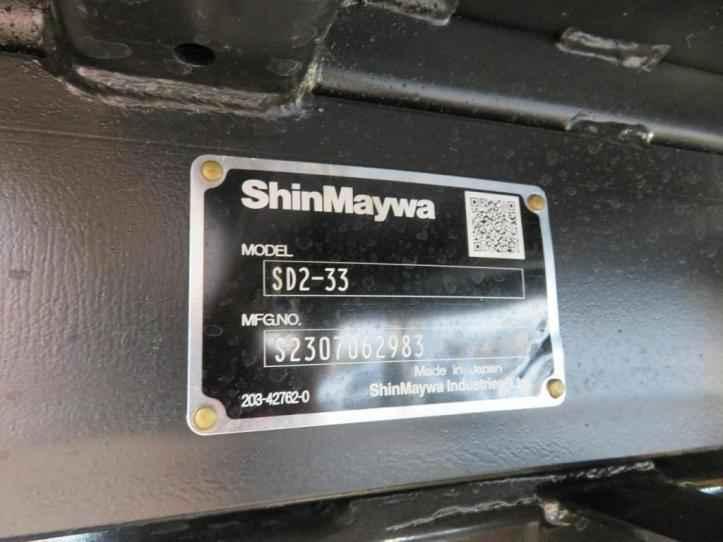 ShinMaywa
MODEL
SD2-33
MFG.NO.
S2307062983
Made in Japan
203-42762-0
ShinMaywa Industries,